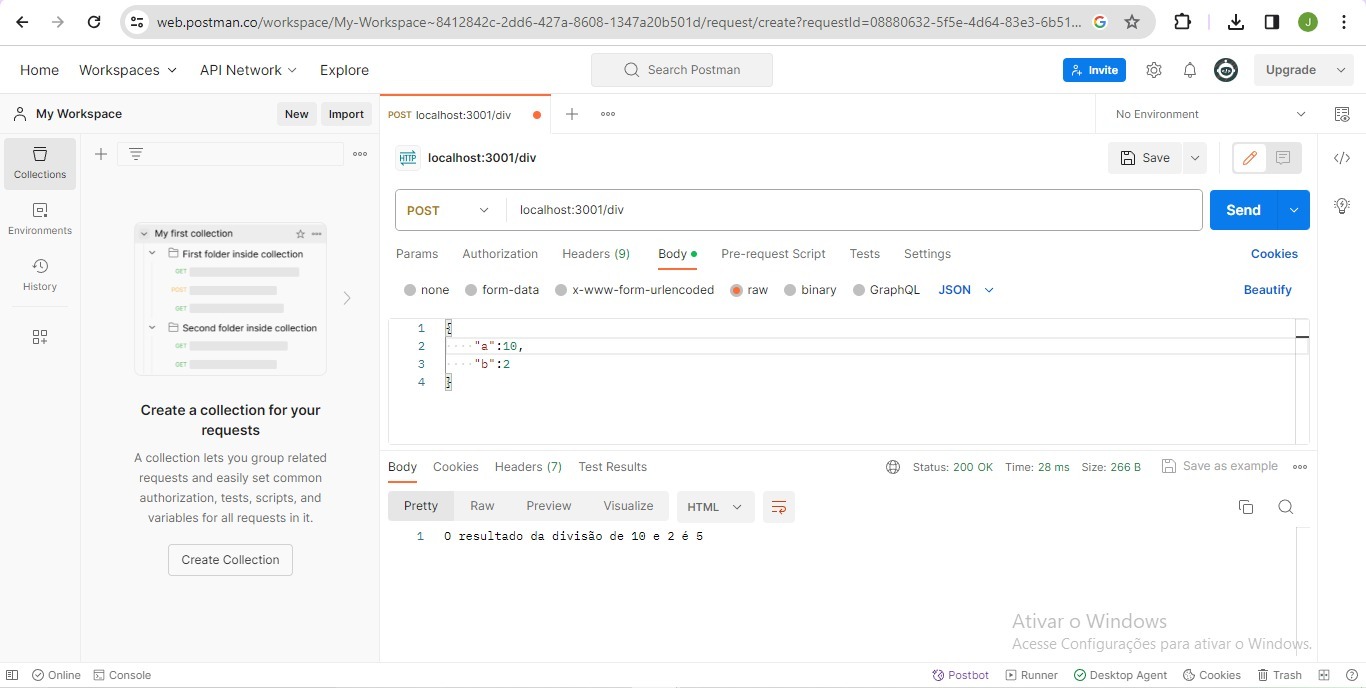 web.postman.co/workspace/My-Workspace~8412842c-2dd6-427a-8608-1347a20b501d/request/create?requestId=08880632-5f5e-4d64-83e3-6b51...
J
Home Workspaces API Network Explore
Search Postman
Invite
Upgrade
My Workspace
New
Import
POST localhost:3001/div
No Environment
Collections
Environments
History
My first collection
First folder inside collection
GET
POST
GET
Second folder inside collection
GET
GET
Create a collection for your
requests
A collection lets you group related
requests and easily set common
authorization, tests, scripts, and
variables for all requests in it.
Create Collection
HTTP localhost:3001/div
Save
</>
POST localhost:3001/div
Send
Params Authorization Headers (9) Body Pre-request Script Tests Settings
Cookies
none form-data x-www-form-urlencoded raw binary GraphQL JSON
Beautify
1 {
2 ····"a":10,
3 ····"b":2
4 }
Body Cookies Headers (7) Test Results
Status: 200 OK Time: 28 ms Size: 266 B
Save as example
Pretty Raw Preview Visualize HTML
1 O resultado da divisão de 10 e 2 é 5
Ativar o Windows
Acesse Configurações para ativar o Windows.
Online Console
Postbot Runner Desktop Agent Cookies Trash